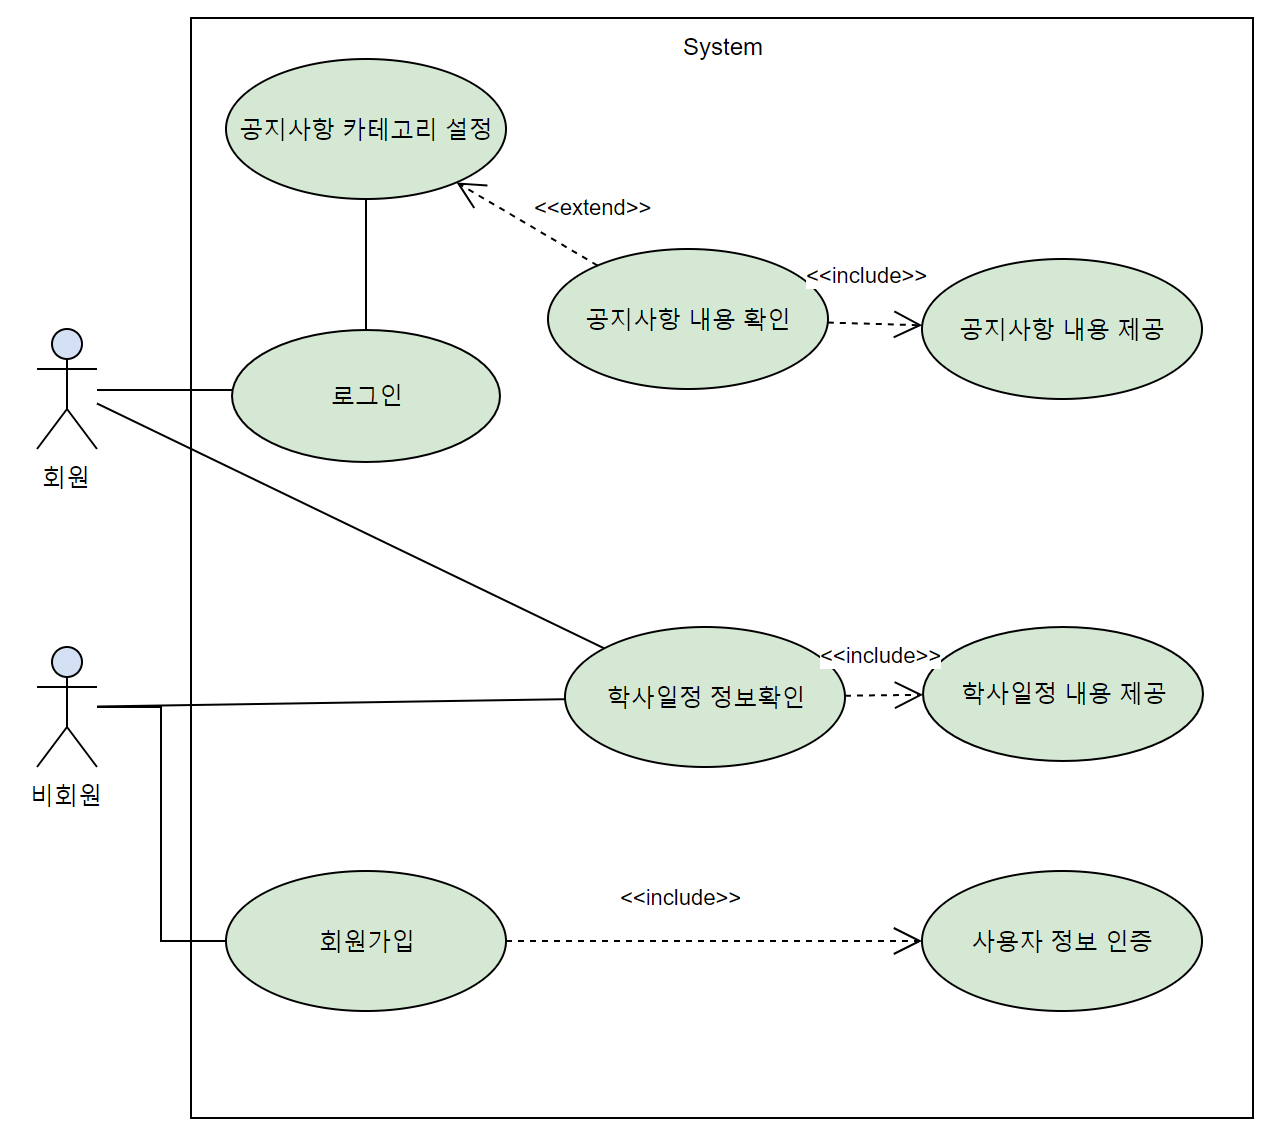 System
공지사항 카테고리 설정
<<extend>>
<<include>>
공지사항 내용 확인
공지사항 내용 제공
로그인
회원
<<include>>
학사일정 정보확인
학사일정 내용 제공
비회원
<<include>>
회원가입
사용자 정보 인증